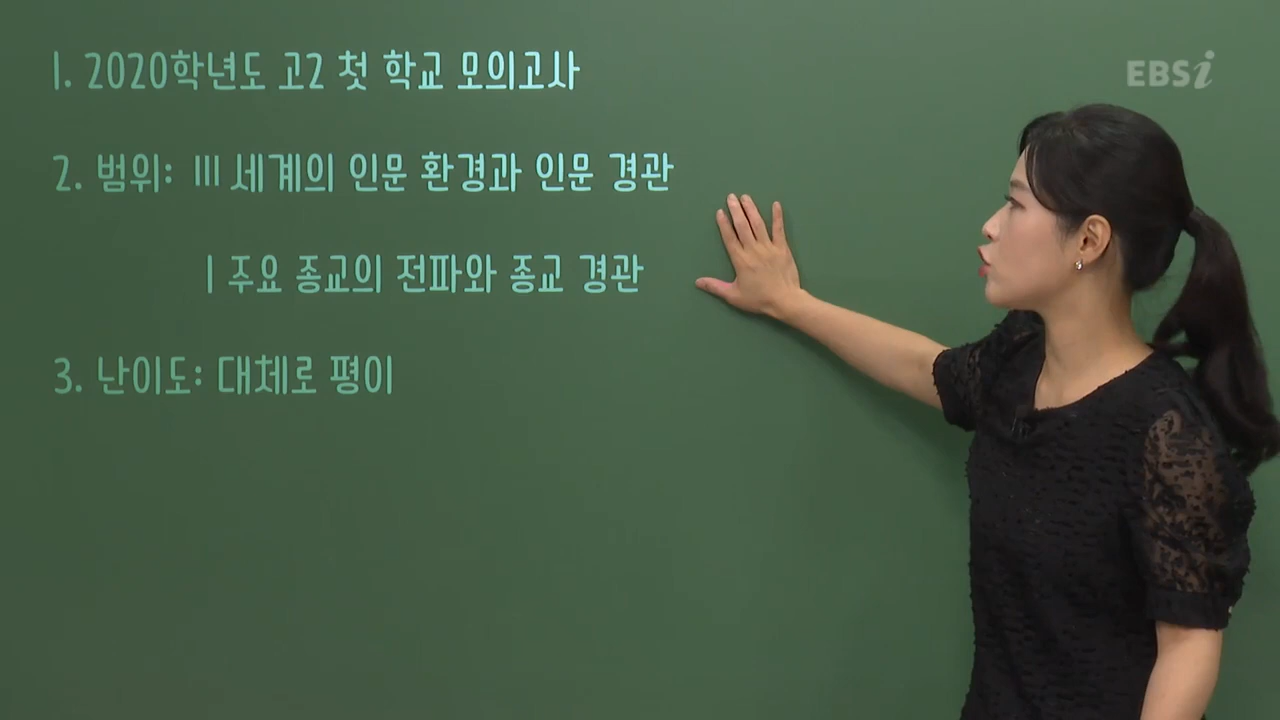 1. 2020학년도 고2 첫 학교 모의고사
EBSi
2. 범위: Ⅲ 세계의 인문 환경과 인문 경관
1 주요 종교의 전파와 종교 경관
3. 난이도: 대체로 평이